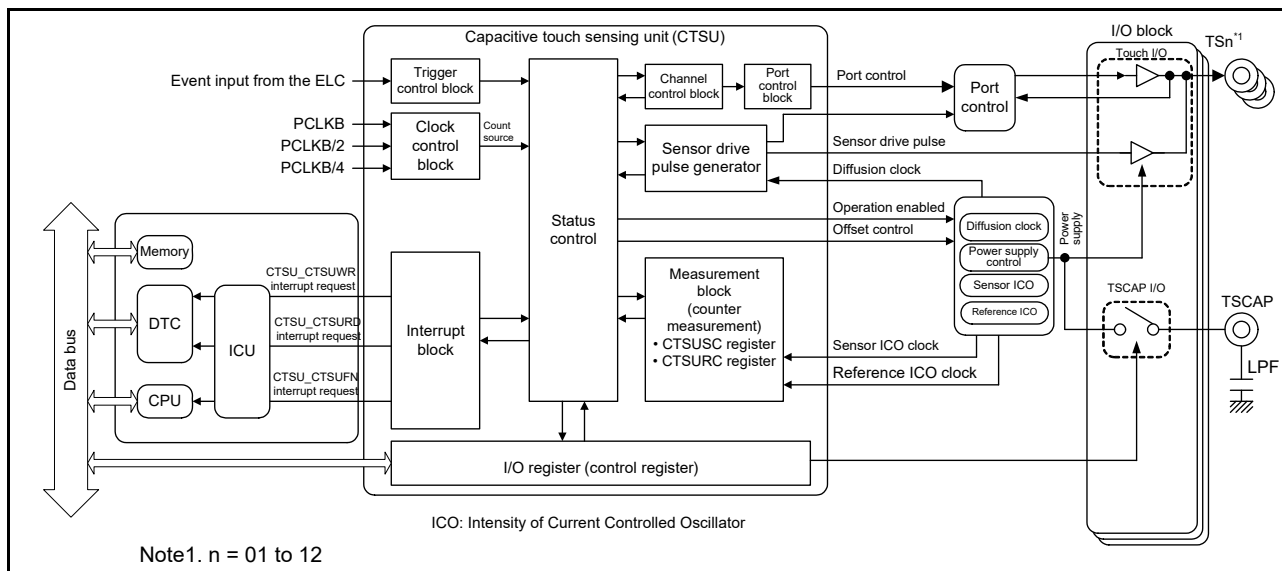 Capacitive touch sensing unit (CTSU)
I/O block
TSn*1
Touch I/O
Event input from the ELC
Trigger
control block
Channel
control block
Port
control
block
Port control
Port
control
PCLKB
PCLKB/2
PCLKB/4
Clock
control
block
Count
source
Sensor drive
pulse generator
Sensor drive pulse
Diffusion clock
Status
control
Operation enabled
Offset control
Diffusion clock
Power supply
control
Sensor ICO
Reference ICO
Power
supply
Data bus
Memory
DTC
CPU
ICU
CTSU_CTSUWR
interrupt request
CTSU_CTSURD
interrupt request
CTSU_CTSUFN
interrupt request
Interrupt
block
Measurement
block
(counter
measurement)
• CTSUSC register
• CTSURC register
Sensor ICO clock
Reference ICO clock
TSCAP I/O
TSCAP
LPF
I/O register (control register)
ICO: Intensity of Current Controlled Oscillator
Note1. n = 01 to 12